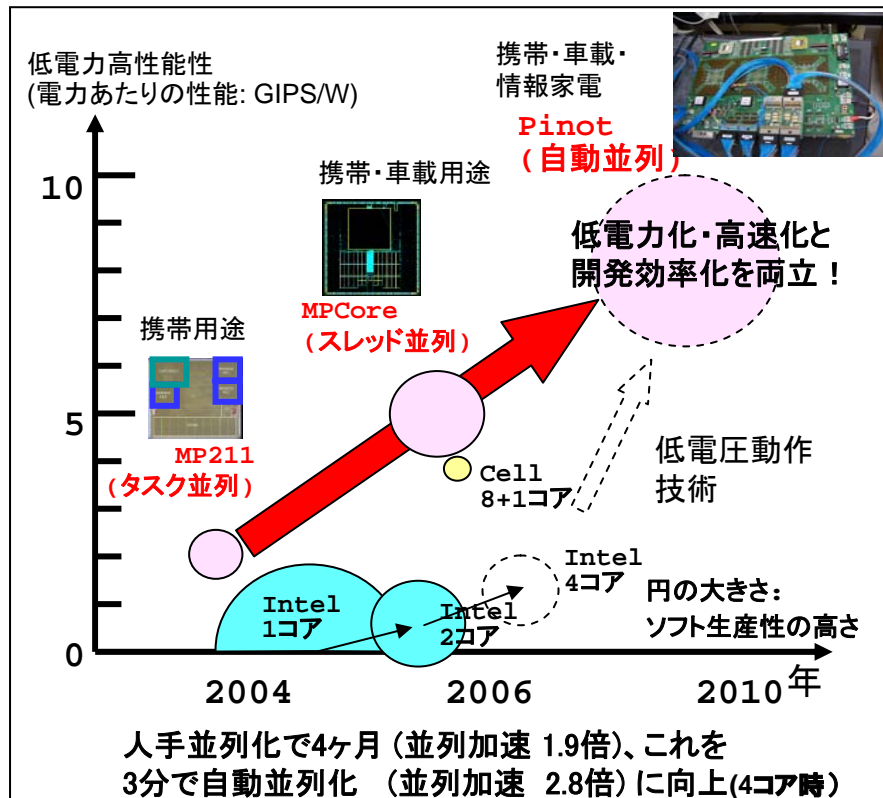 低電力高性能性
(電力あたりの性能: GIPS/W)
携帯・車載・
情報家電
Pinot
(自動並列)
10
携帯・車載用途
低電力化・高速化と
開発効率化を両立！
MPCore
(スレッド並列)
携帯用途
5
MP211
(タスク並列)
Cell
8+1コア
低電圧動作
技術
Intel
4コア
Intel
1コア
Intel
2コア
円の大きさ：
ソフト生産性の高さ
0
2004
2006
2010
年
人手並列化で4ヶ月（並列加速 1.9倍）、これを
3分で自動並列化 （並列加速 2.8倍）に向上(4コア時)